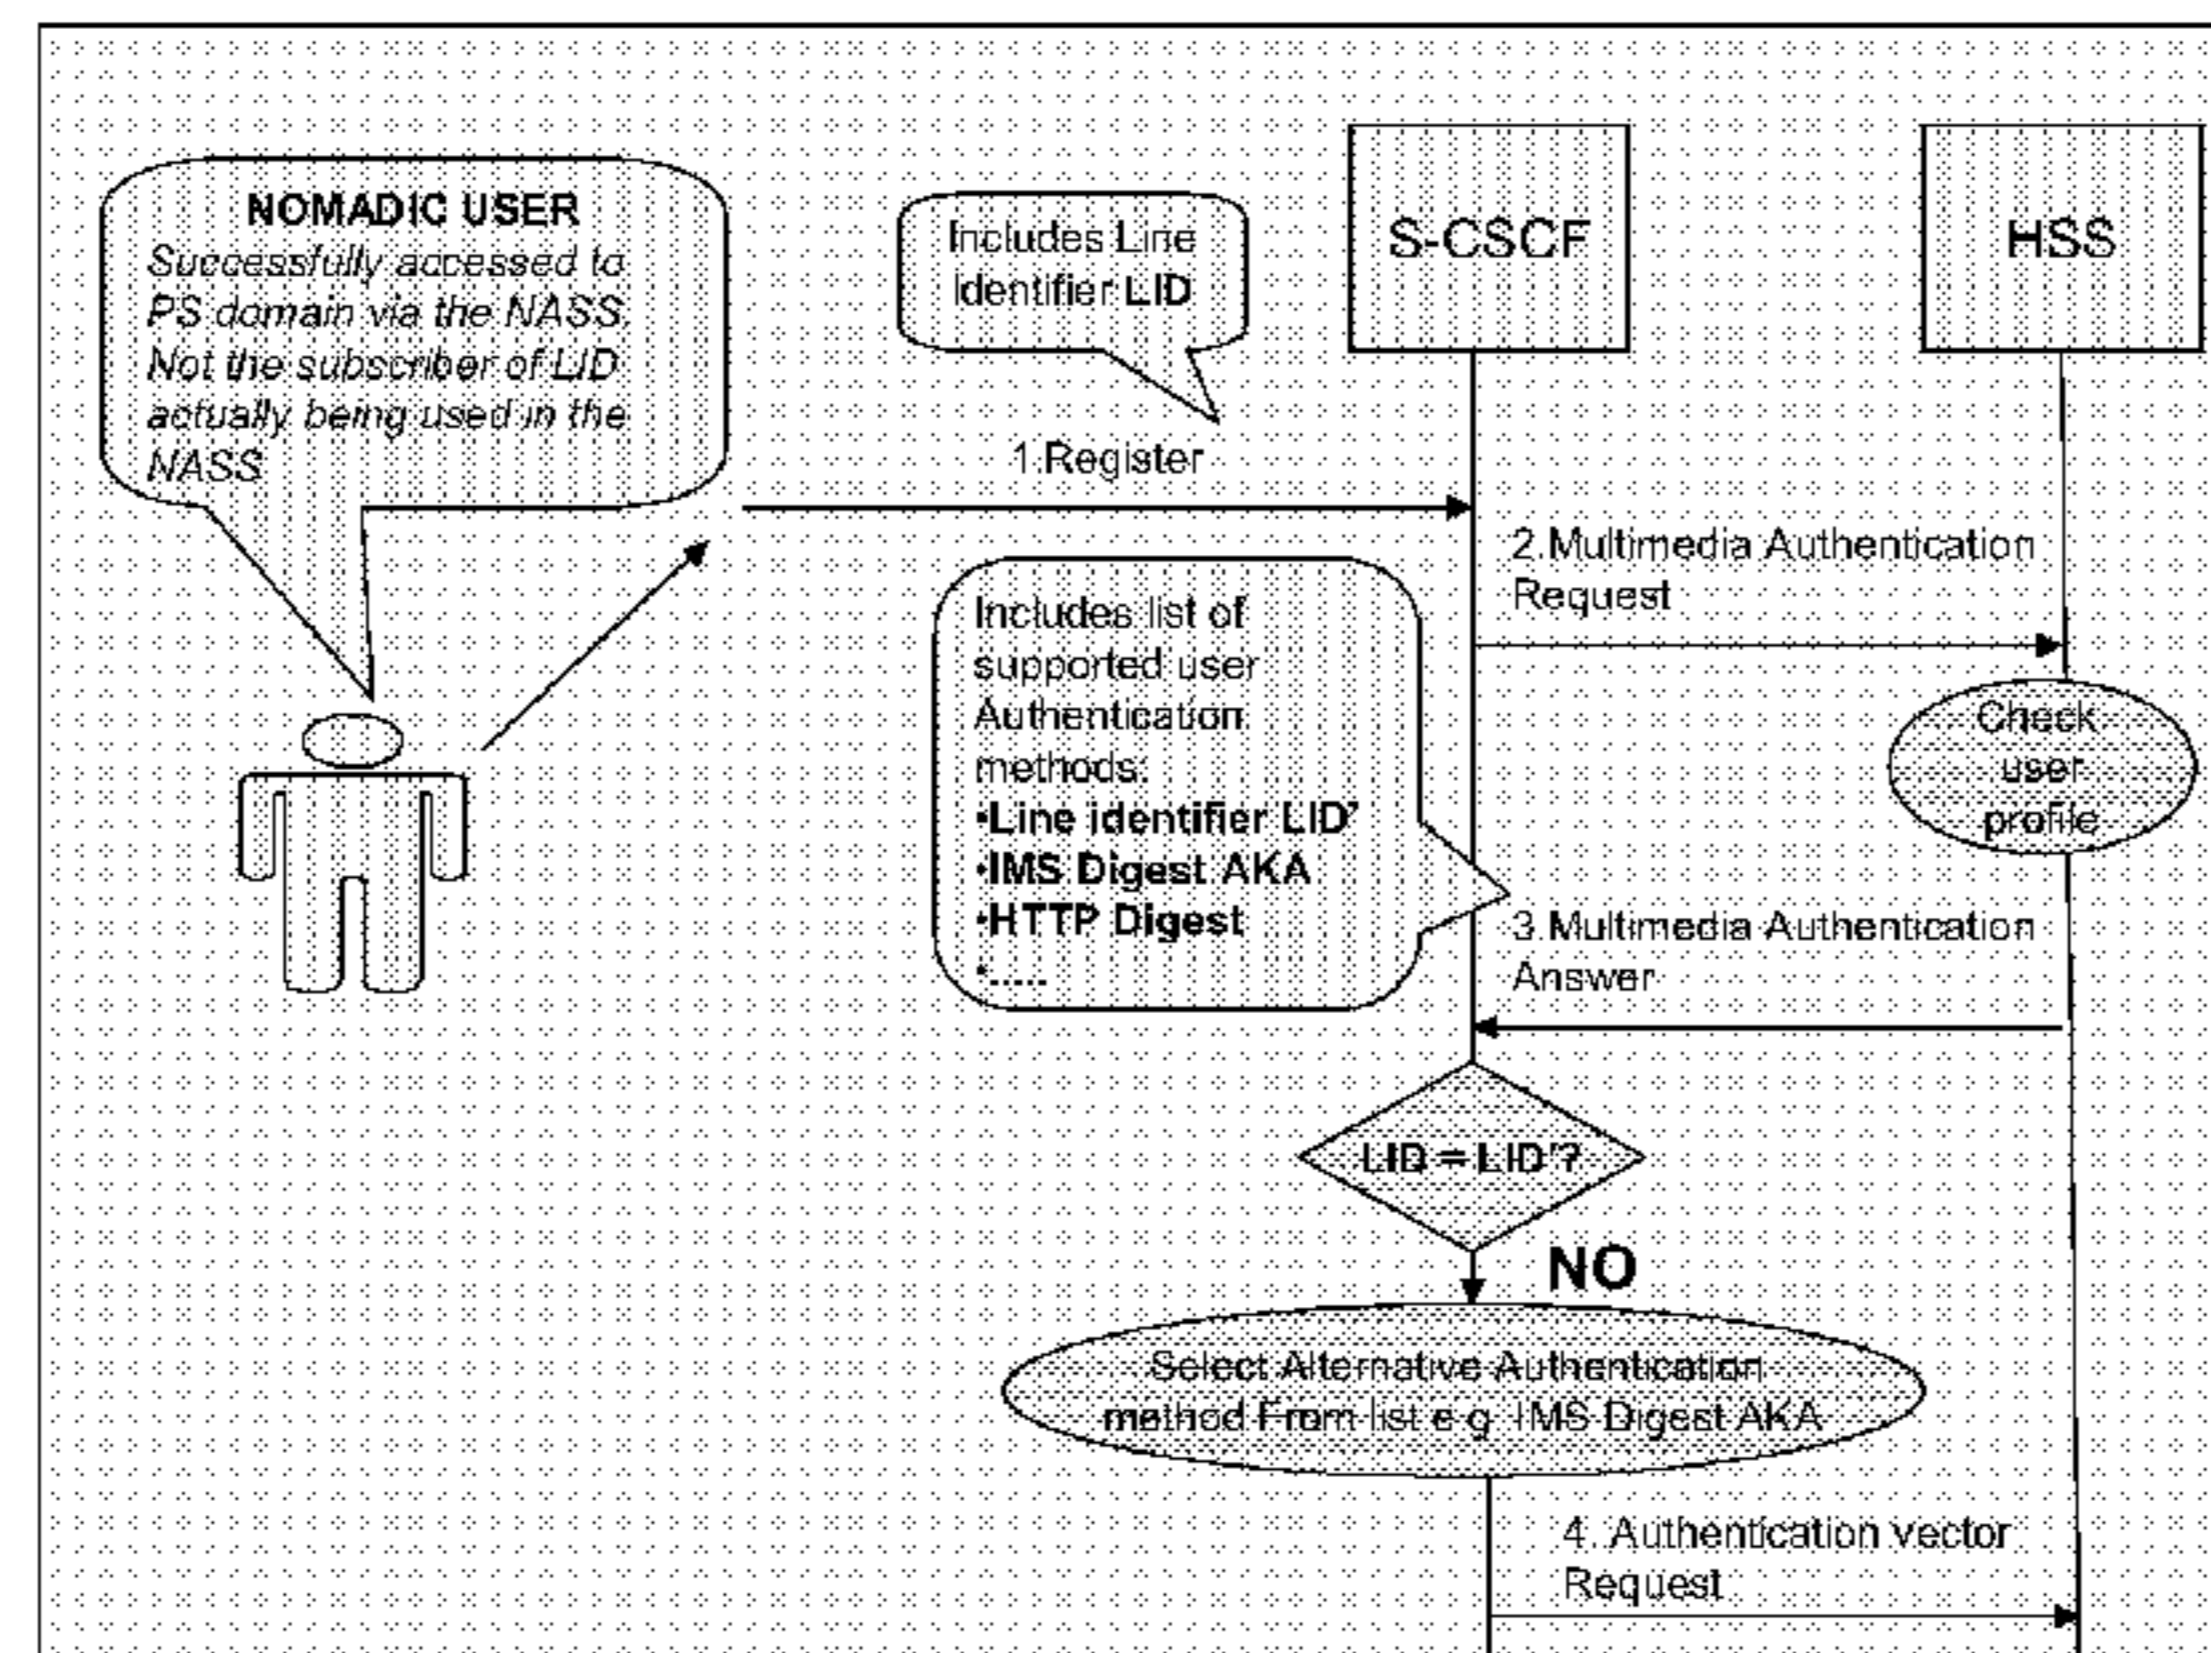 NOMADIC USER
Successfully accessed to
PS domain via the NASS.
Not the subscriber of LID
actually being used in the
NASS
Includes Line
Identifier LID
S-CSCF
HSS
1.Register
2.Multimedia Authentication
Request
Includes list of
supported user
Authentication
methods:
•Line identifier LID'
•IMS Digest AKA
•HTTP Digest
•......
Check
user
profile
3.Multimedia Authentication
Answer
LID = LID'?
NO
Select Alternative Authentication
method From list e.g. IMS Digest AKA
4. Authentication vector
Request